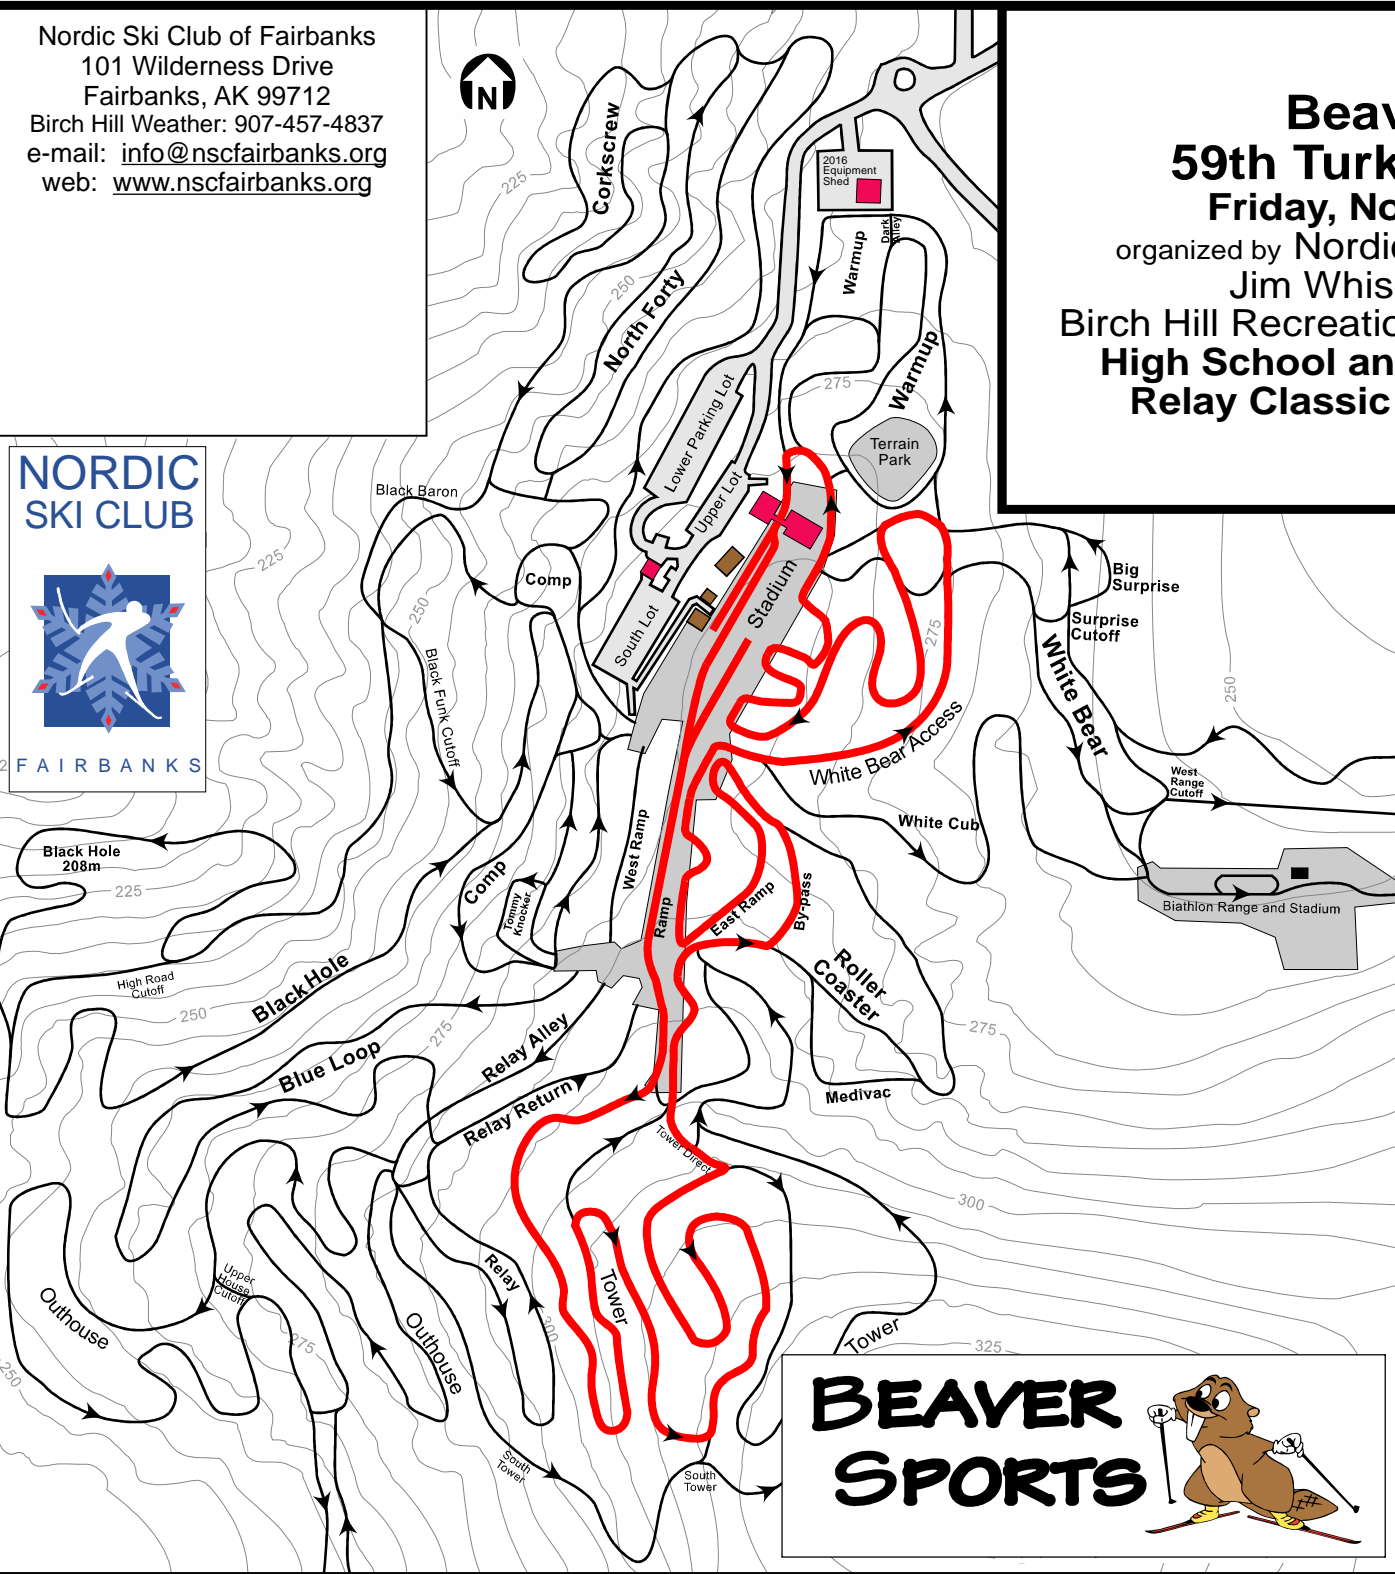 Nordic Ski Club of Fairbanks
101 Wilderness Drive
Fairbanks, AK 99712
Birch Hill Weather: 907-457-4837
e-mail: info@nscfairbanks.org
web: www.nscfairbanks.org
N
Beav
59th Turk
Friday, No
organized by Nordic
Jim Whis
Birch Hill Recreatio
High School an
Relay Classic
NORDIC
SKI CLUB
FAIRBANKS
Corkscrew
225
250
North Forty
2016
Equipment
Shed
Dark
Alley
Warmup
Warmup
275
Terrain
Park
Lower Parking Lot
Upper Lot
South Lot
Stadium
Black Baron
225
250
Comp
Black Funk Cutoff
275
Big
Surprise
Surprise
Cutoff
White Bear
250
White Bear Access
West
Range
Cutoff
White Cub
Biathlon Range and Stadium
Black Hole
208m
225
Comp
Tommy
Knocker
West Ramp
Ramp
East Ramp
By-pass
Roller
Coaster
High Road
Cutoff
Black Hole
250
275
Blue Loop
Relay Alley
Relay Return
275
Medivac
Tower Direct
300
Upper
House
Cutoff
Outhouse
275
Outhouse
Relay
300
Tower
Tower
325
250
South
Tower
South
Tower
BEAVER
SPORTS